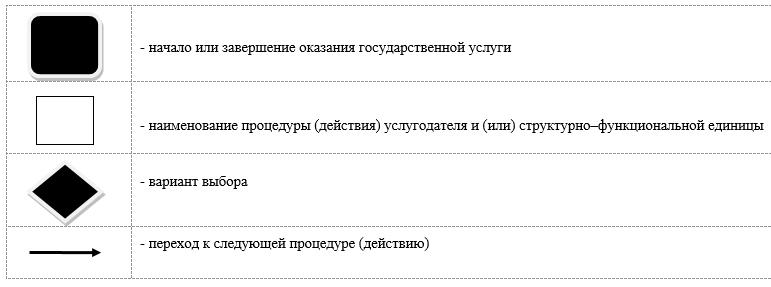 - начало или завершение оказания государственной услуги
- наименование процедуры (действия) услугодателя и (или) структурно–функциональной единицы
- вариант выбора
- переход к следующей процедуре (действию)